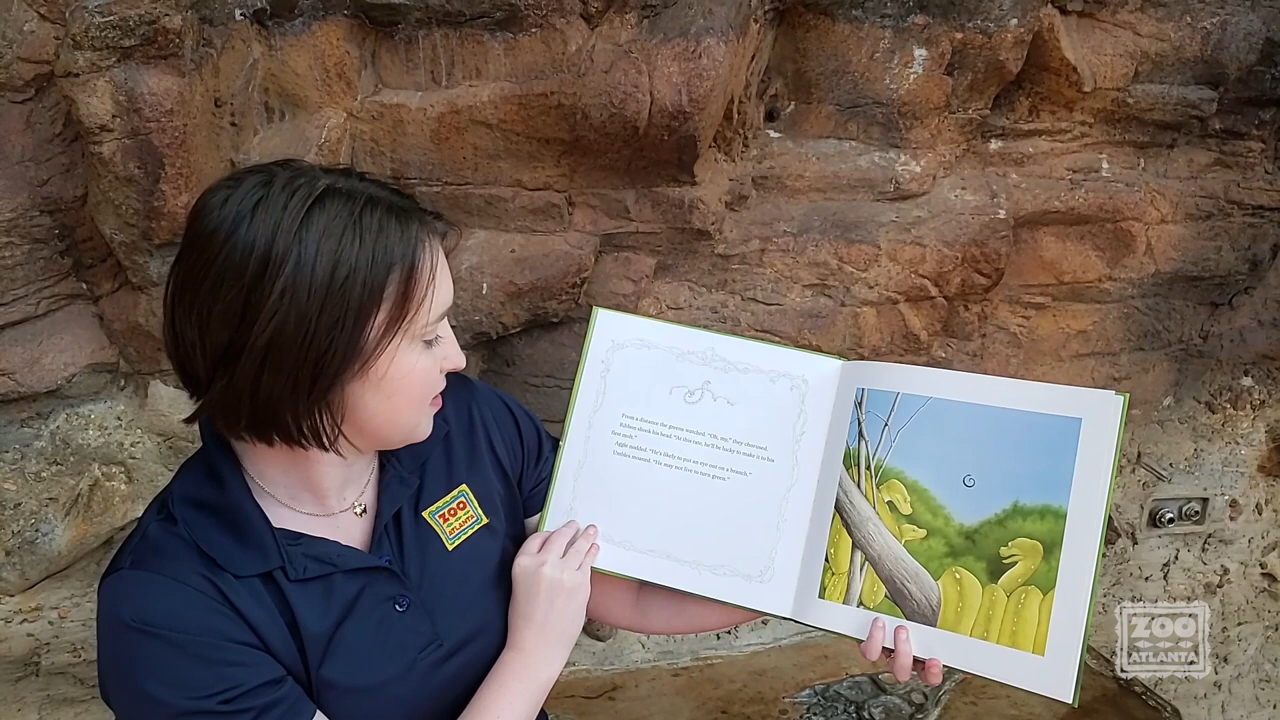 From a distance the greens watched. "Oh, my," they chorused.
Ribbon shook his head. "At this rate, he'll be lucky to make it to his
first molt."
Aggie nodded. "He's likely to put an eye out on a branch."
Umbles moaned. "He may not live to turn green."
ZOO
ATLANTA
ZOO
ATLANTA